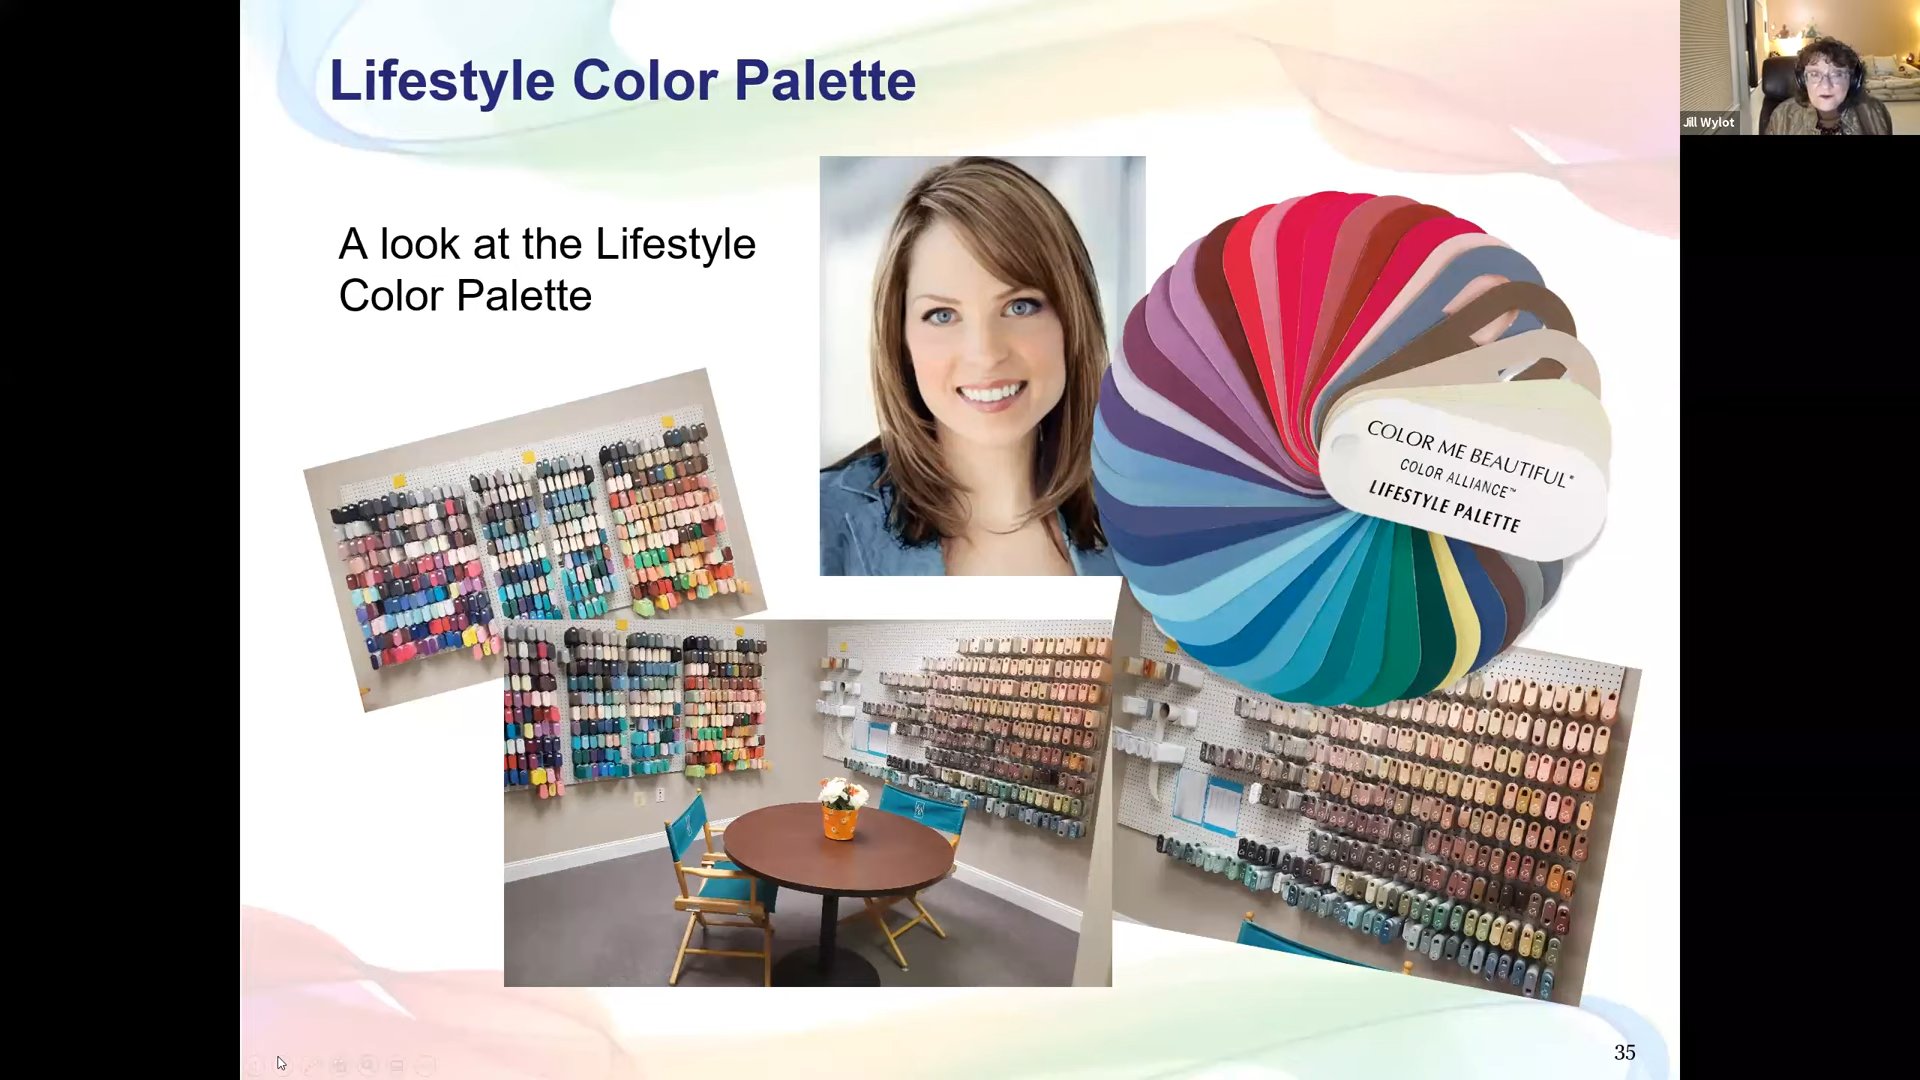 Lifestyle Color Palette
Jill Wylot
A look at the Lifestyle
Color Palette
COLOR ME BEAUTIFUL®
COLOR ALLIANCE™
LIFESTYLE PALETTE
35